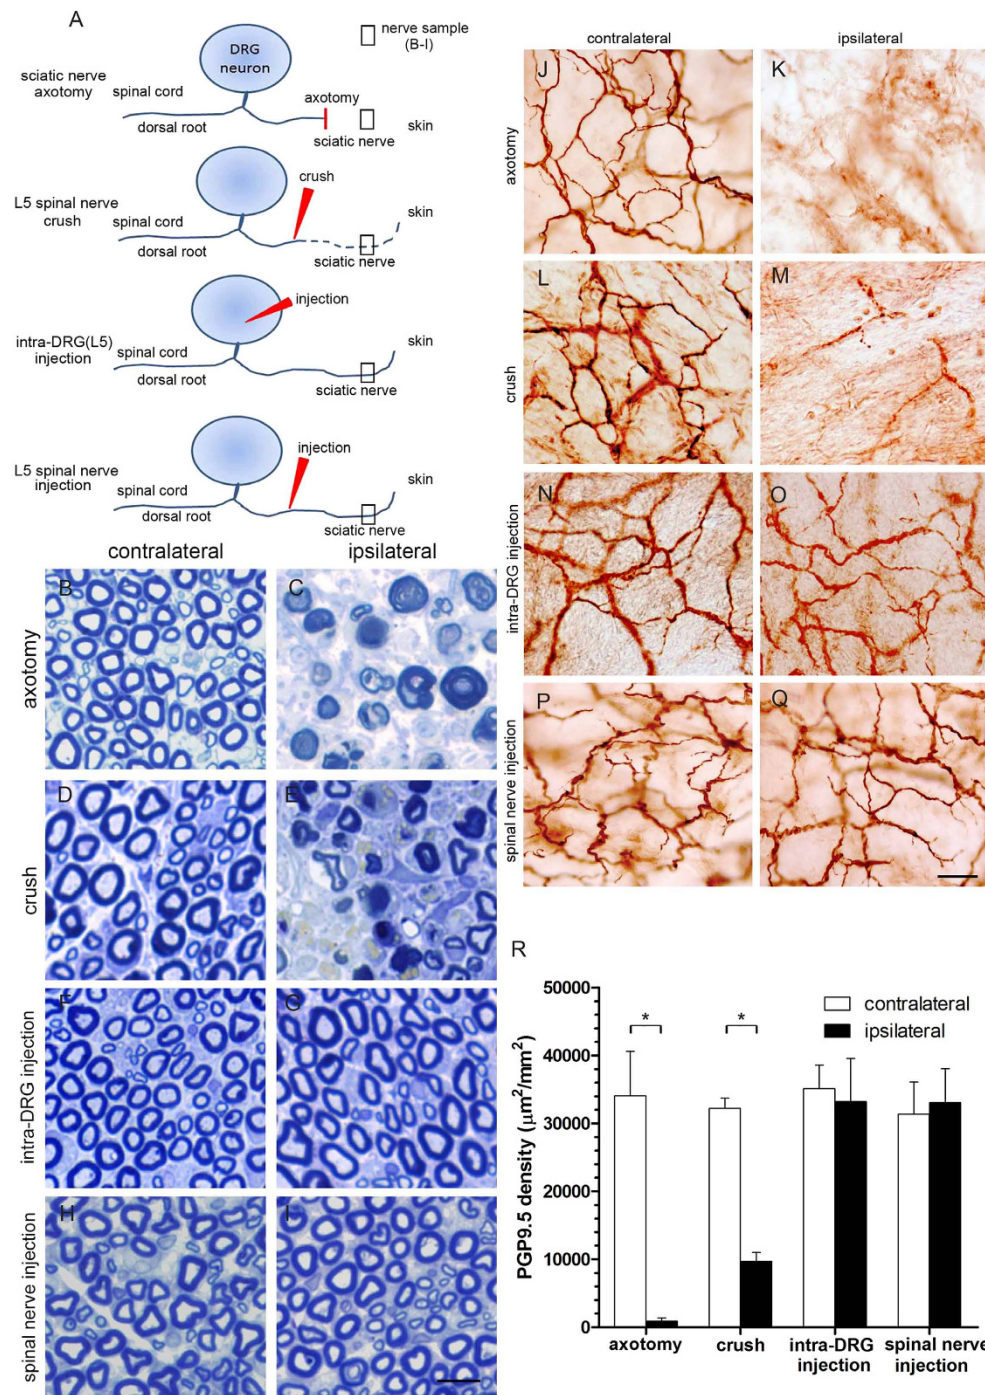 A
nerve sample
(B-I)
DRG
neuron
sciatic nerve
axotomy
spinal cord
dorsal root
axotomy
sciatic nerve
skin
L5 spinal nerve
crush
spinal cord
dorsal root
crush
sciatic nerve
skin
intra-DRG(L5)
injection
spinal cord
dorsal root
injection
sciatic nerve
skin
L5 spinal nerve
injection
spinal cord
dorsal root
injection
sciatic nerve
skin
contralateral
ipsilateral
axotomy
B
C
crush
D
E
intra-DRG injection
F
G
spinal nerve injection
H
I
contralateral
ipsilateral
axotomy
J
K
crush
L
M
intra-DRG injection
N
O
spinal nerve injection
P
Q
R
PGP9.5 density (μm²/mm²)
50000
40000
30000
20000
10000
0
contralateral
ipsilateral
*
*
axotomy
crush
intra-DRG
injection
spinal nerve
injection